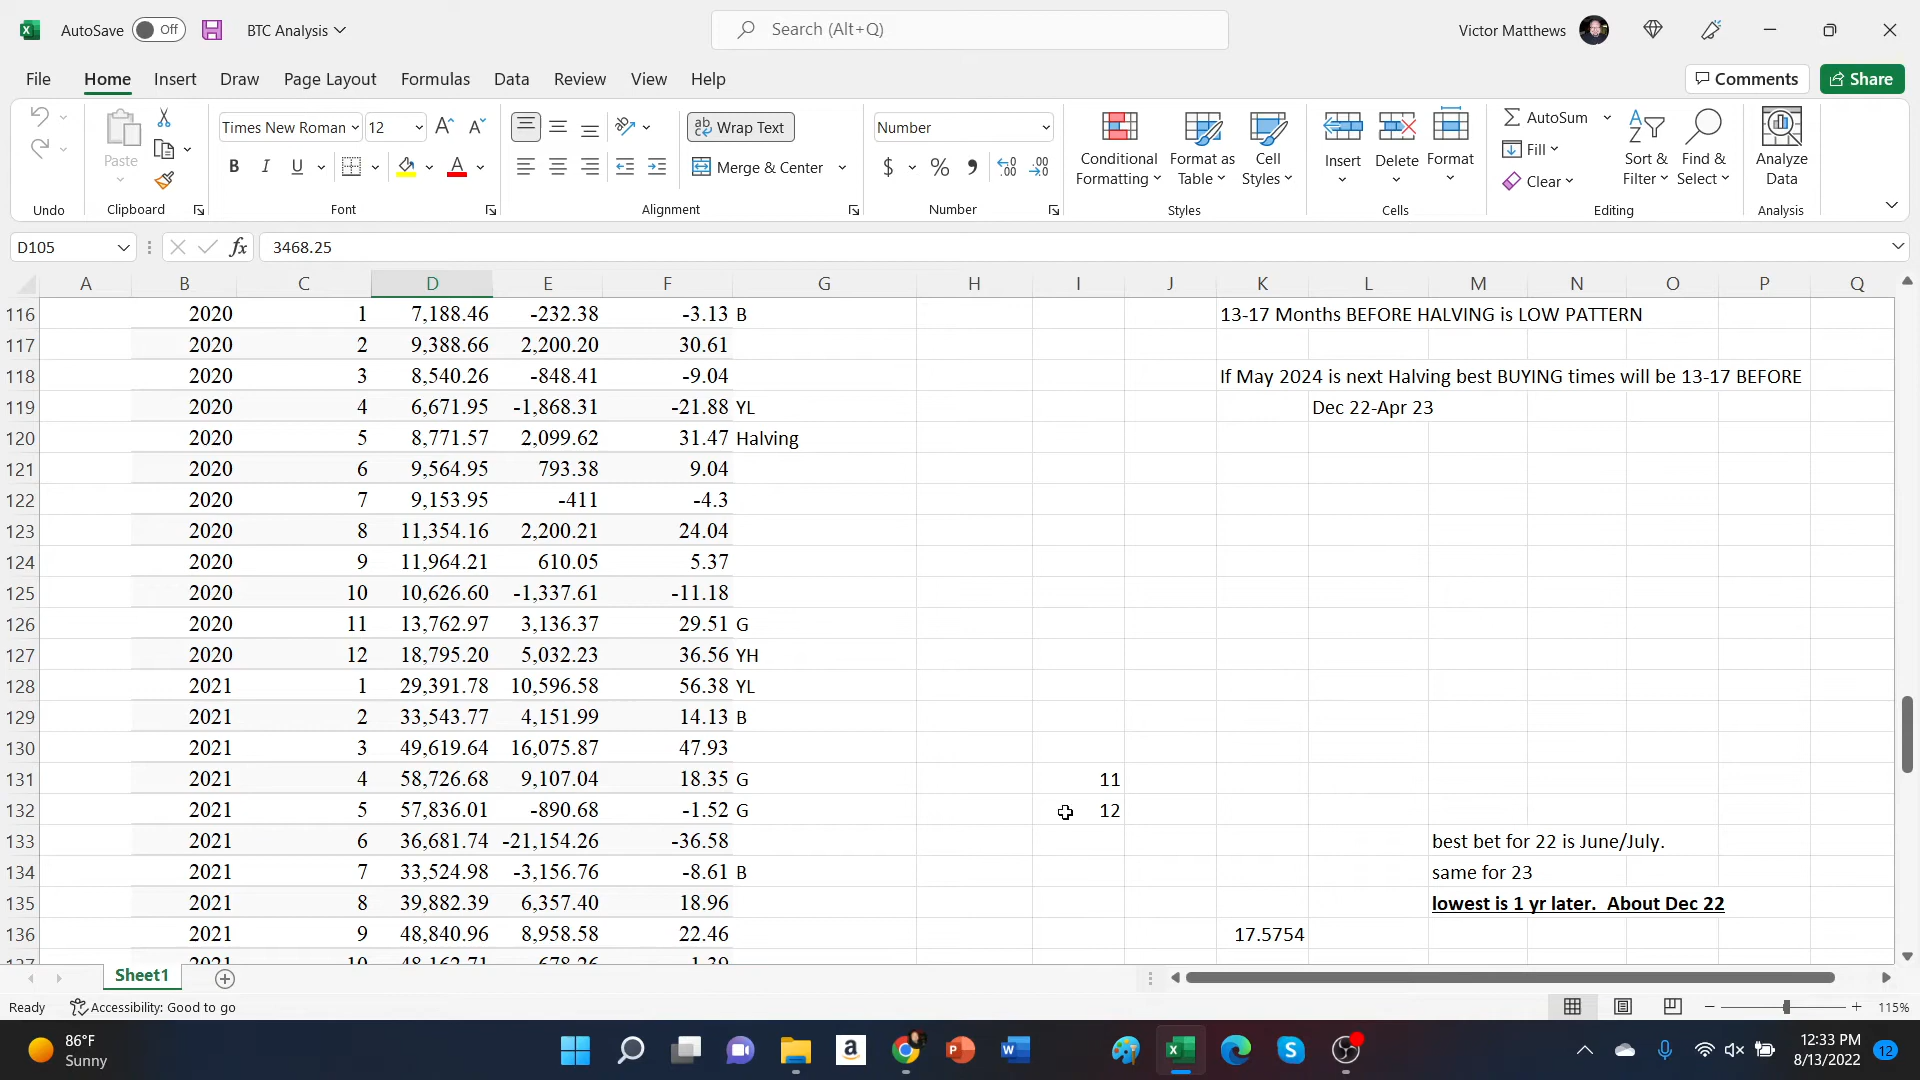 AutoSave Off BTC Analysis Search (Alt+Q) Victor Matthews
File Home Insert Draw Page Layout Formulas Data Review View Help Comments Share
Times New Roman 12 Wrap Text Number AutoSum
Paste Conditional Formatting Format as Table Cell Styles Insert Delete Format Fill Sort & Filter Find & Select Analyze Data
B I U Merge & Center $ % Clear
Undo Clipboard Font Alignment Number Styles Cells Editing Analysis
D105 fx 3468.25
A B C D E F G H I J K L M N O P Q
116 2020 1 7,188.46 -232.38 -3.13 B 13-17 Months BEFORE HALVING is LOW PATTERN
117 2020 2 9,388.66 2,200.20 30.61
118 2020 3 8,540.26 -848.41 -9.04 If May 2024 is next Halving best BUYING times will be 13-17 BEFORE
119 2020 4 6,671.95 -1,868.31 -21.88 YL Dec 22-Apr 23
120 2020 5 8,771.57 2,099.62 31.47 Halving
121 2020 6 9,564.95 793.38 9.04
122 2020 7 9,153.95 -411 -4.3
123 2020 8 11,354.16 2,200.21 24.04
124 2020 9 11,964.21 610.05 5.37
125 2020 10 10,626.60 -1,337.61 -11.18
126 2020 11 13,762.97 3,136.37 29.51 G
127 2020 12 18,795.20 5,032.23 36.56 YH
128 2021 1 29,391.78 10,596.58 56.38 YL
129 2021 2 33,543.77 4,151.99 14.13 B
130 2021 3 49,619.64 16,075.87 47.93
131 2021 4 58,726.68 9,107.04 18.35 G 11
132 2021 5 57,836.01 -890.68 -1.52 G 12
133 2021 6 36,681.74 -21,154.26 -36.58 best bet for 22 is June/July.
134 2021 7 33,524.98 -3,156.76 -8.61 B same for 23
135 2021 8 39,882.39 6,357.40 18.96 lowest is 1 yr later. About Dec 22
136 2021 9 48,840.96 8,958.58 22.46 17.5754
Sheet1
Ready Accessibility: Good to go 115%
86°F
Sunny
12:33 PM
8/13/2022 12